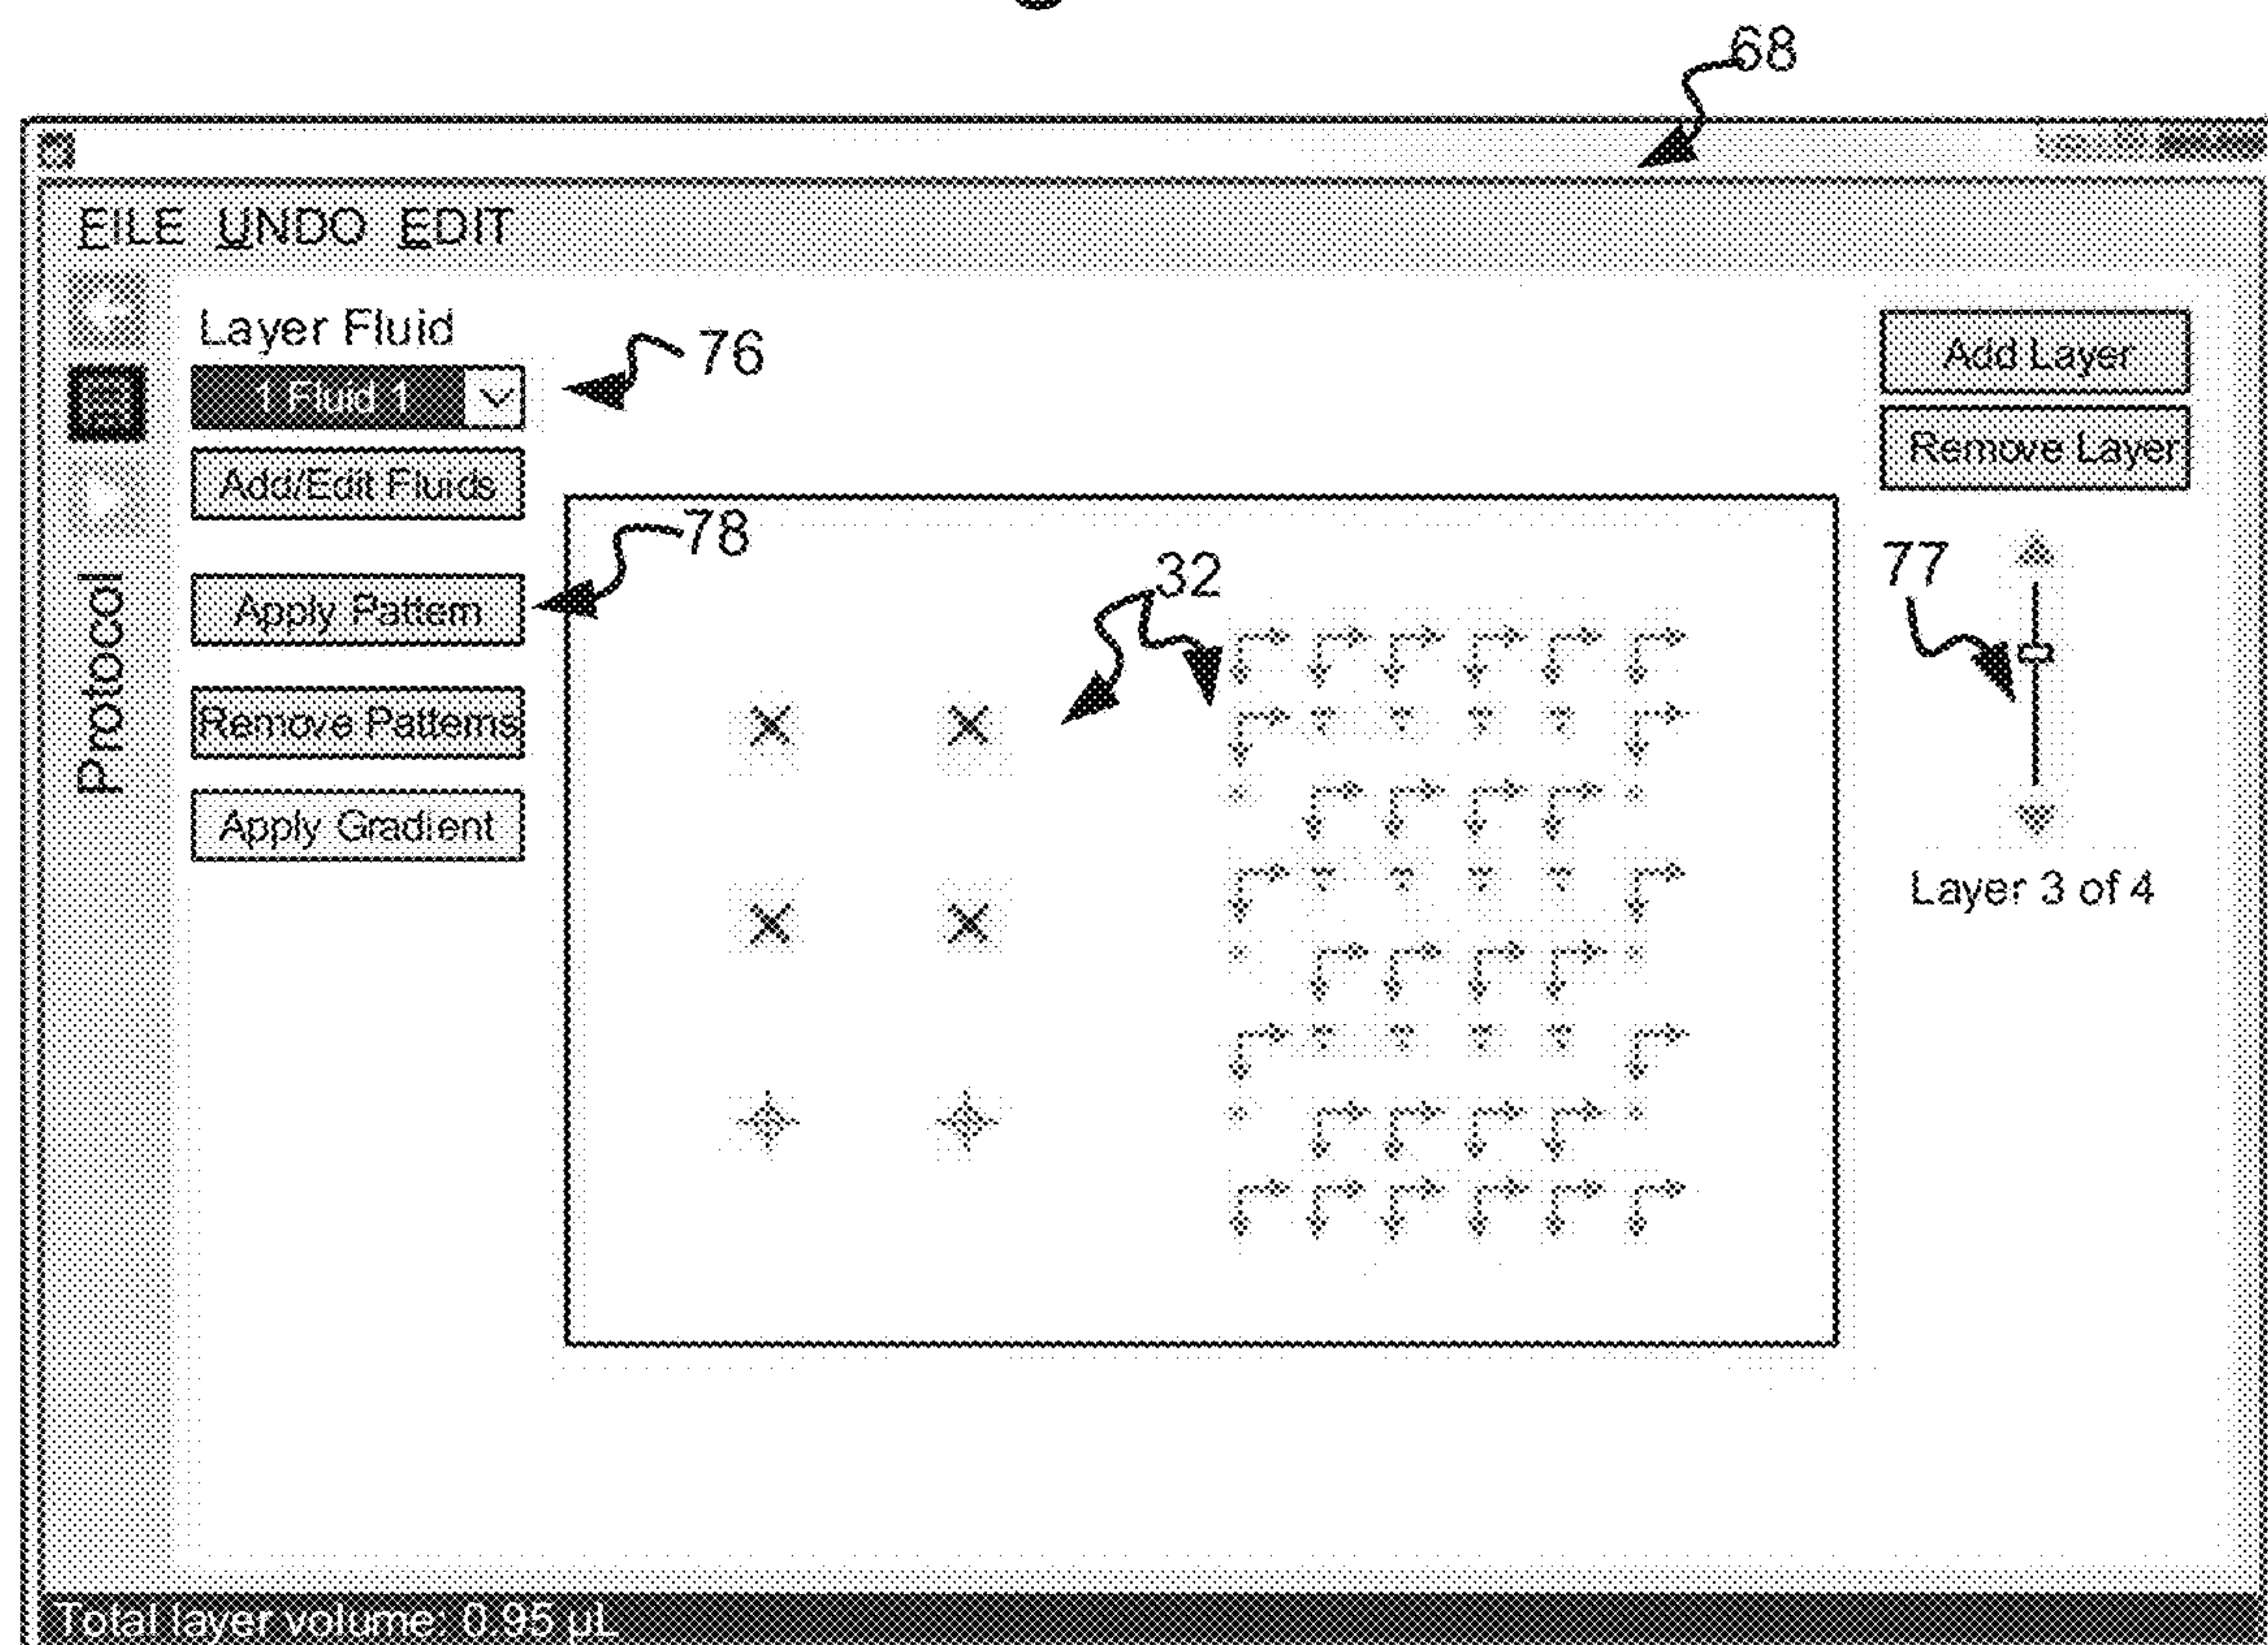 68
FILE UNDO EDIT
Layer Fluid
1 Fluid 1
76
Add/Edit Fluids
78
Apply Pattern
Remove Patterns
Apply Gradient
Protocol
32
Add Layer
Remove Layer
77
Layer 3 of 4
Total layer volume: 0.95 µL